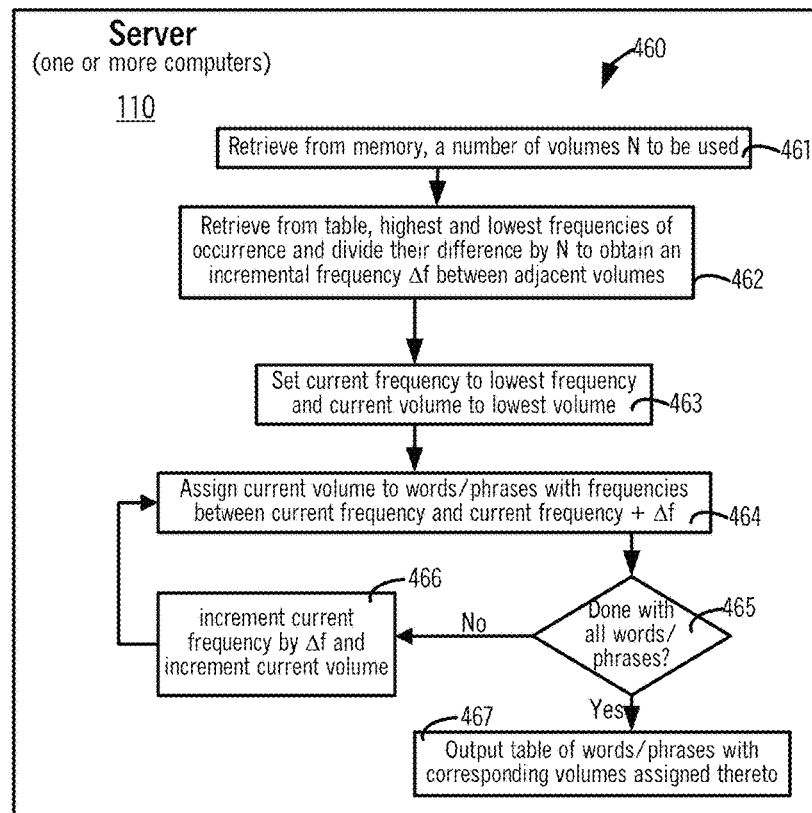 Server
(one or more computers)
110
460
Retrieve from memory, a number of volumes N to be used
461
Retrieve from table, highest and lowest frequencies of
occurrence and divide their difference by N to obtain an
incremental frequency Δf between adjacent volumes
462
Set current frequency to lowest frequency
and current volume to lowest volume
463
Assign current volume to words/phrases with frequencies
between current frequency and current frequency + Δf
464
465
Done with
all words/
phrases?
No
466
increment current
frequency by Δf and
increment current volume
Yes
467
Output table of words/phrases with
corresponding volumes assigned thereto